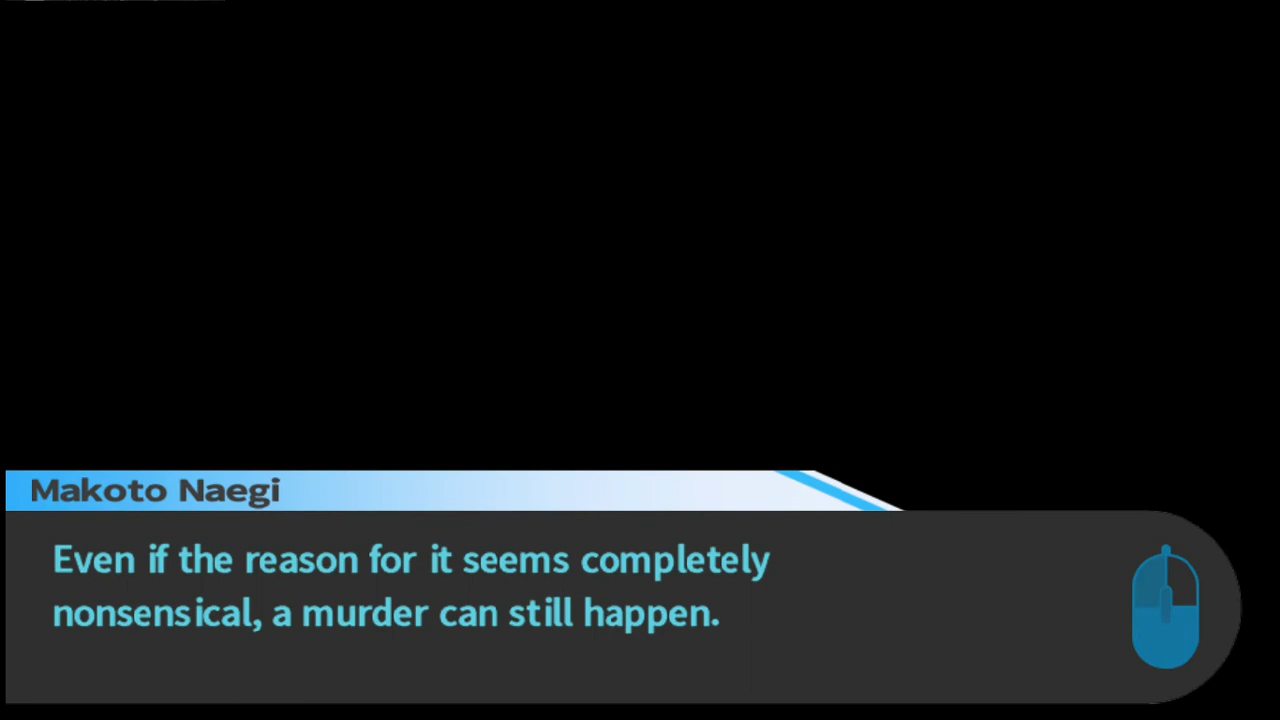 Makoto Naegi
Even if the reason for it seems completely
nonsensical, a murder can still happen.